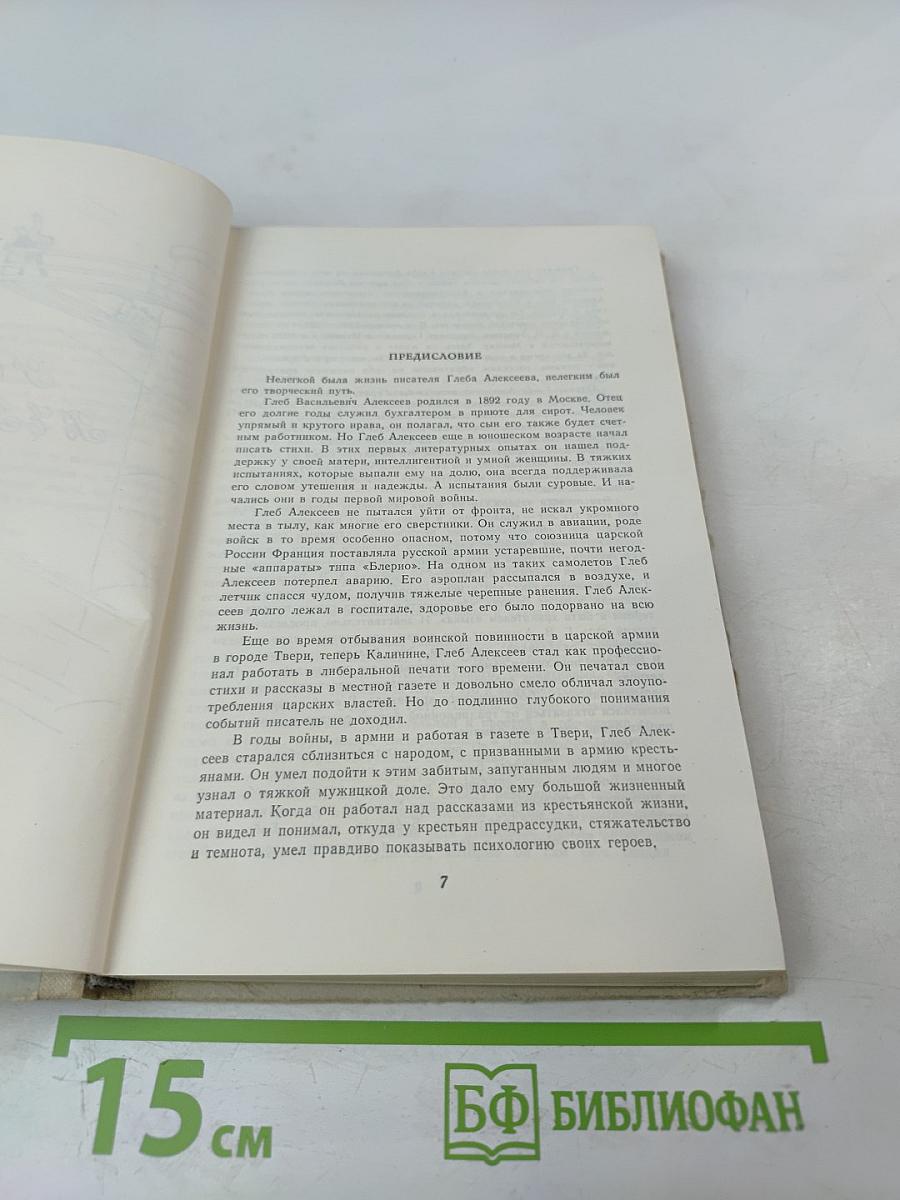 ПРЕДИСЛОВИЕ
Нелегкой была жизнь писателя Глеба Алексеева, нелегким был
его творческий путь.
Глеб Васильевич Алексеев родился в 1892 году в Москве. Отец
его долгие годы служил бухгалтером в приюте для сирот. Человек
упрямый и крутого нрава, он полагал, что сын его также будет счет-
ным работником. Но Глеб Алексеев еще в юношеском возрасте начал
писать стихи. В этих первых литературных опытах он нашел под-
держку у своей матери, интеллигентной и умной женщины. В тяжких
испытаниях, которые выпали ему на долю, она всегда поддерживала
его словом утешения и надежды. А испытания были суровые. И на-
чались они в годы первой мировой войны.
Глеб Алексеев не пытался уйти от фронта, не искал укромного
места в тылу, как многие его сверстники. Он служил в авиации, роде
войск в то время особенно опасном, потому что союзница царской
России Франция поставляла русской армии устаревшие, почти негод-
ные «аппараты» типа «Блерио». На одном из таких самолетов Глеб
Алексеев потерпел аварию. Его аэроплан рассыпался в воздухе, и
летчик спасся чудом, получив тяжелые черепные ранения. Глеб Алек-
сеев долго лежал в госпитале, здоровье его было подорвано на всю
жизнь.
Еще во время отбывания воинской повинности в царской армии
в городе Твери, теперь Калинине, Глеб Алексеев стал как профессио-
нал работать в либеральной печати того времени. Он печатал свои
стихи и рассказы в местной газете и довольно смело обличал злоупо-
требления царских властей. Но до подлинно глубокого понимания
событий писатель не доходил.
В годы войны, в армии и работая в газете в Твери, Глеб Алек-
сеев старался сблизиться с народом, с призванными в армию кресть-
янами. Он умел подойти к этим забитым, запуганным людям и многое
узнал о тяжкой мужицкой доле. Это дало ему большой жизненный
материал. Когда он работал над рассказами из крестьянской жизни,
он видел и понимал, откуда у крестьян предрассудки, стяжательство
и темнота, умел правдиво показывать психологию своих героев,
7
15 см
БФ БИБЛИОФАН